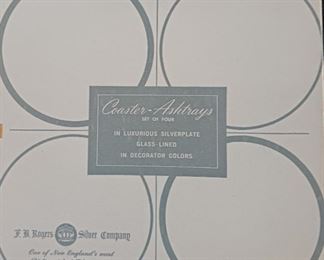 Coaster-Ashtrays
SET OF FOUR
IN LUXURIOUS SILVERPLATE
GLASS-LINED
IN DECORATOR COLORS
F. B. Rogers Silver Company
One of New England's most